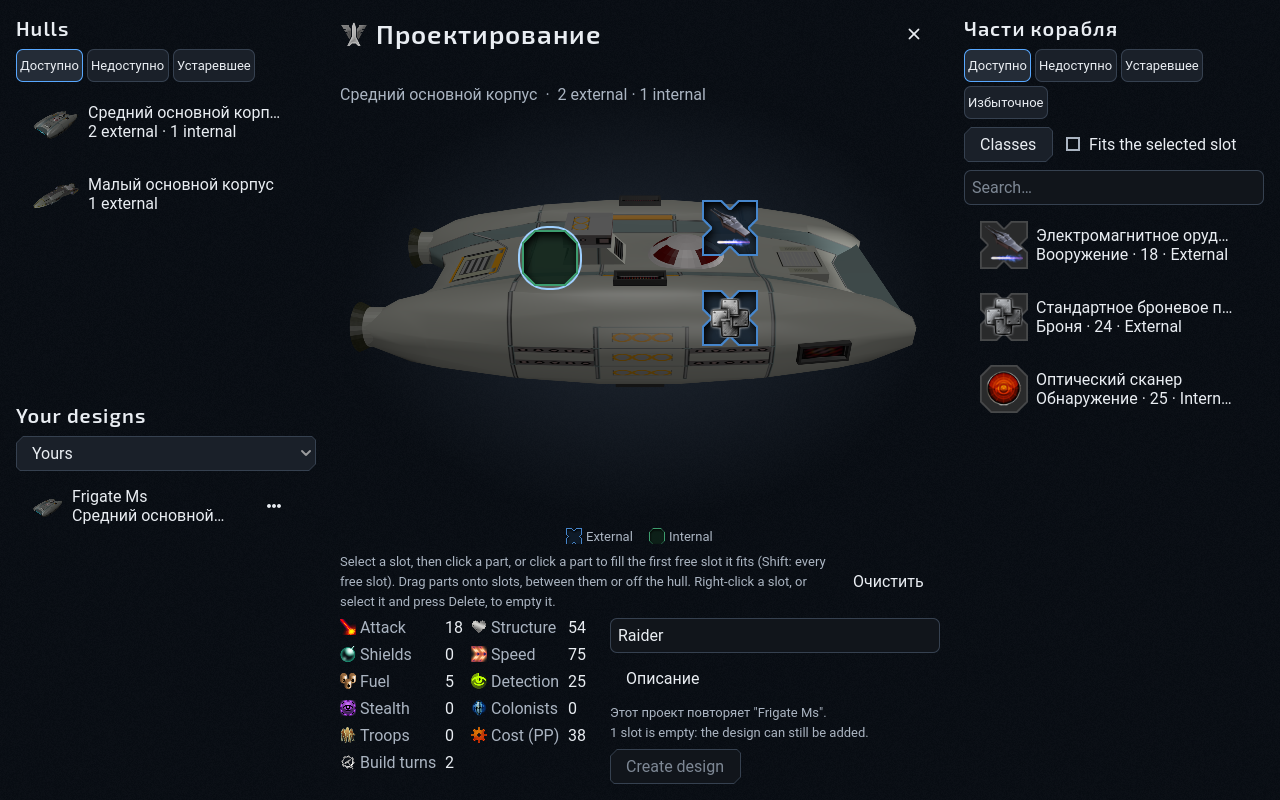 Hulls
Доступно
Недоступно
Устаревшее
Средний основной корп…
2 external · 1 internal
Малый основной корпус
1 external
Your designs
Yours
Frigate Ms
Средний основной…
Проектирование
Средний основной корпус · 2 external · 1 internal
External
Internal
Select a slot, then click a part, or click a part to fill the first free slot it fits (Shift: every
free slot). Drag parts onto slots, between them or off the hull. Right-click a slot, or
select it and press Delete, to empty it.
Очистить
Attack 18
Structure 54
Shields 0
Speed 75
Fuel 5
Detection 25
Stealth 0
Colonists 0
Troops 0
Cost (PP) 38
Build turns 2
Raider
Описание
Этот проект повторяет "Frigate Ms".
1 slot is empty: the design can still be added.
Create design
Части корабля
Доступно
Недоступно
Устаревшее
Избыточное
Classes
Fits the selected slot
Search…
Электромагнитное оруд…
Вооружение · 18 · External
Стандартное броневое п…
Броня · 24 · External
Оптический сканер
Обнаружение · 25 · Intern…